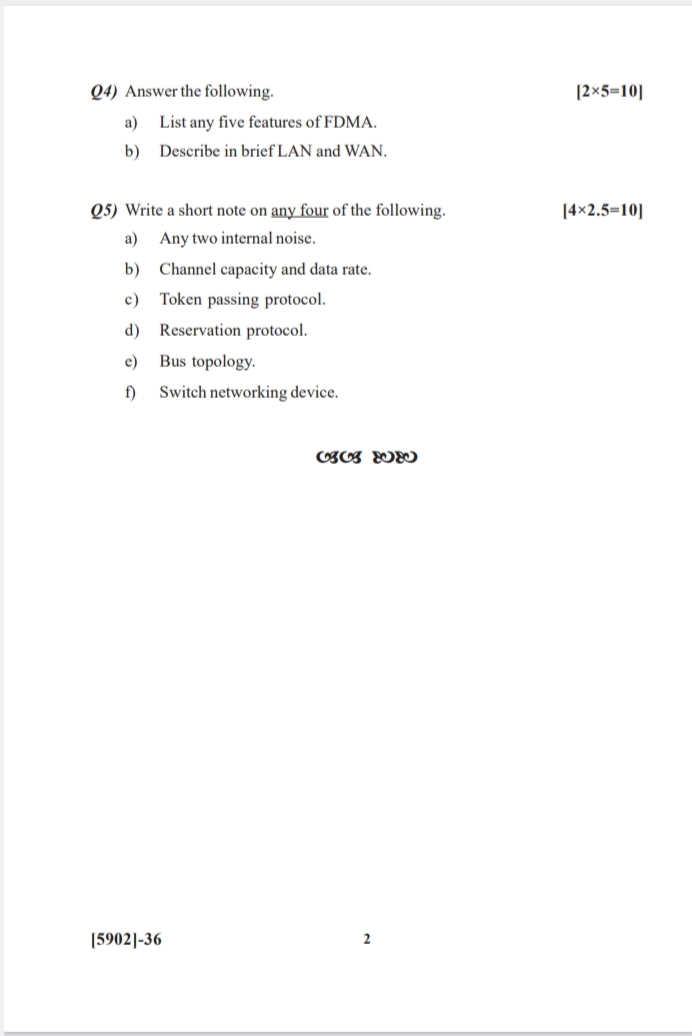 Q4) Answer the following. [2×5=10]
a) List any five features of FDMA.
b) Describe in brief LAN and WAN.
Q5) Write a short note on any four of the following. [4×2.5=10]
a) Any two internal noise.
b) Channel capacity and data rate.
c) Token passing protocol.
d) Reservation protocol.
e) Bus topology.
f) Switch networking device.
[5902]-36 2